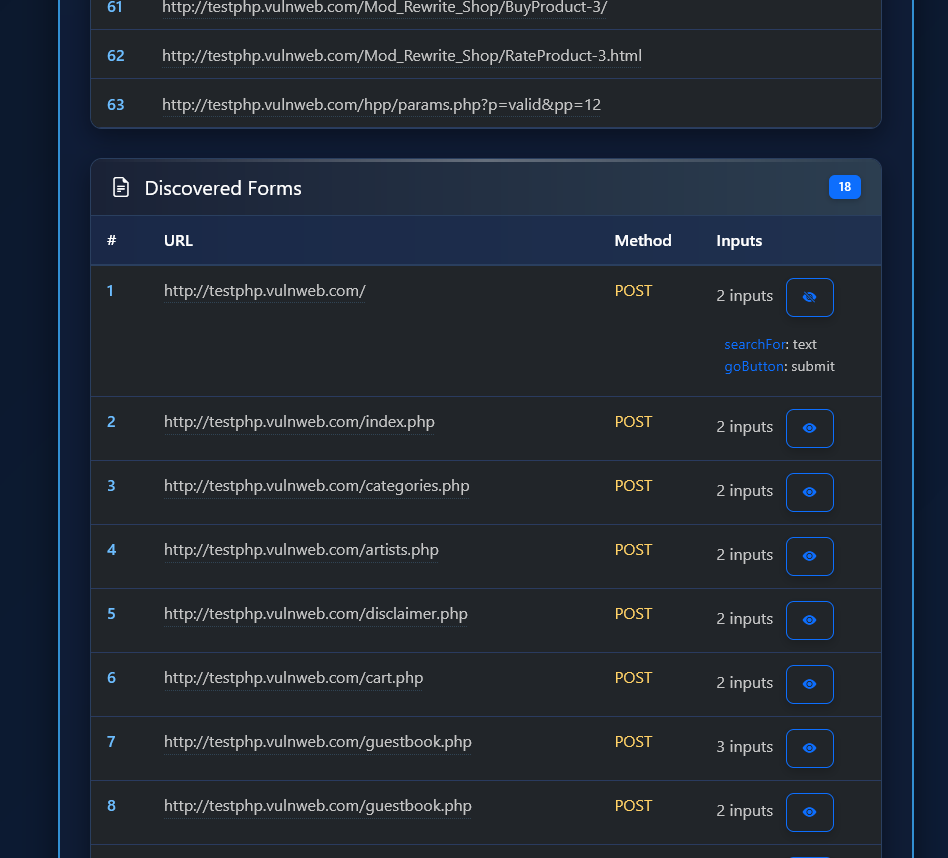 61 http://testphp.vulnweb.com/Mod_Rewrite_Shop/BuyProduct-3/
62 http://testphp.vulnweb.com/Mod_Rewrite_Shop/RateProduct-3.html
63 http://testphp.vulnweb.com/hpp/params.php?p=valid&pp=12
Discovered Forms 18
# URL Method Inputs
1 http://testphp.vulnweb.com/ POST 2 inputs
searchFor: text
goButton: submit
2 http://testphp.vulnweb.com/index.php POST 2 inputs
3 http://testphp.vulnweb.com/categories.php POST 2 inputs
4 http://testphp.vulnweb.com/artists.php POST 2 inputs
5 http://testphp.vulnweb.com/disclaimer.php POST 2 inputs
6 http://testphp.vulnweb.com/cart.php POST 2 inputs
7 http://testphp.vulnweb.com/guestbook.php POST 3 inputs
8 http://testphp.vulnweb.com/guestbook.php POST 2 inputs